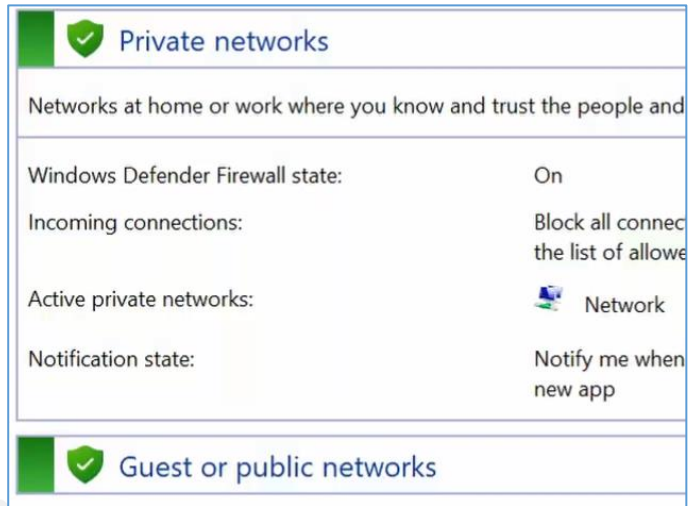 Private networks
Networks at home or work where you know and trust the people and
Windows Defender Firewall state: On
Incoming connections: Block all connec
the list of allowe
Active private networks: Network
Notification state: Notify me when
new app
Guest or public networks